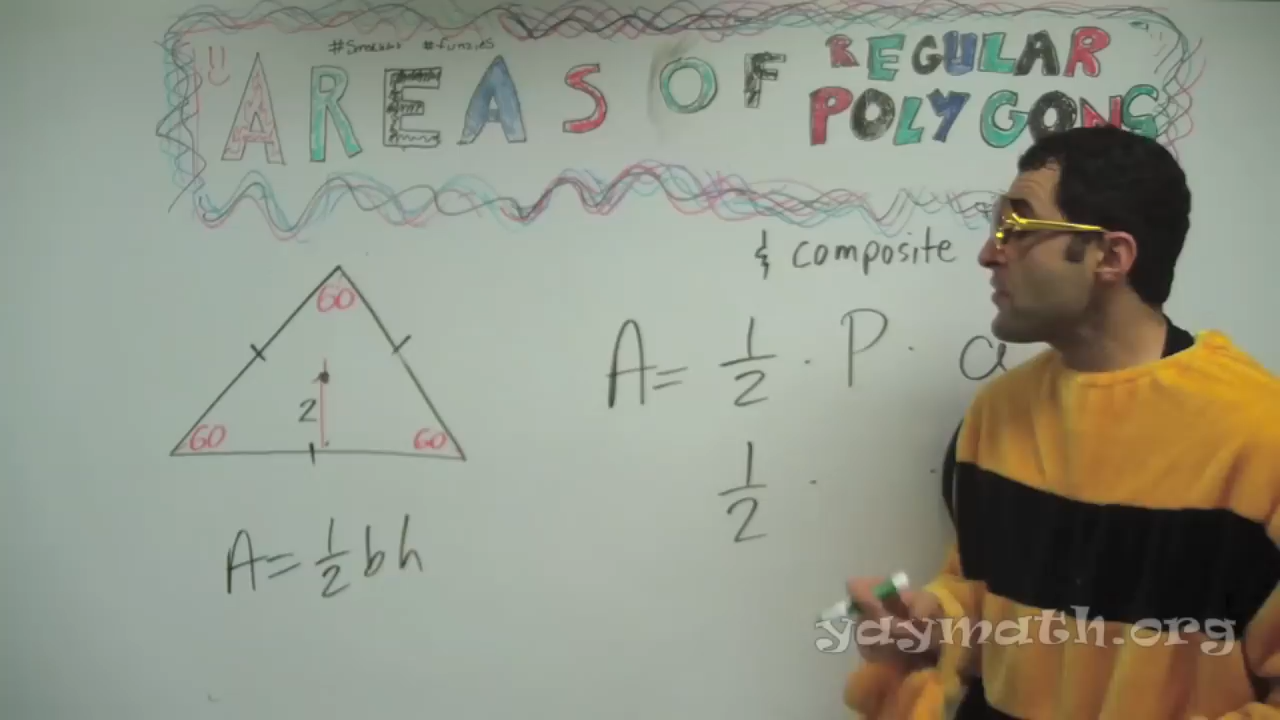 #funzies
AREAS OF REGULAR
POLYGONS
& composite
60
A = 1/2 · P · a
2
60 60
1/2 · ·
A = 1/2 bh
yaymath.org